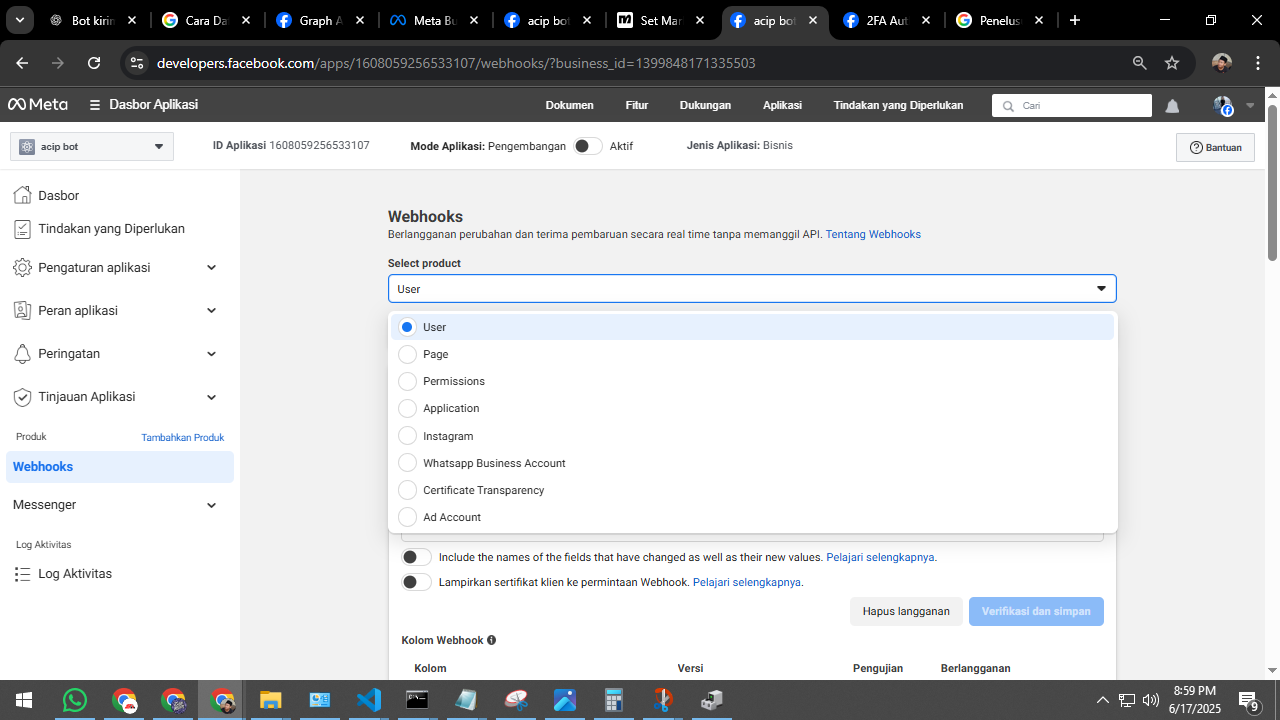 Bot kirin
Cara Daf
Graph A
Meta Bu
acip bot
Set Mar
acip bot
2FA Aut
Penelus
developers.facebook.com/apps/1608059256533107/webhooks/?business_id=1399848171335503
Meta
Dasbor Aplikasi
Dokumen
Fitur
Dukungan
Aplikasi
Tindakan yang Diperlukan
Cari
acip bot
ID Aplikasi 1608059256533107
Mode Aplikasi: Pengembangan
Aktif
Jenis Aplikasi: Bisnis
Bantuan
Dasbor
Tindakan yang Diperlukan
Pengaturan aplikasi
Peran aplikasi
Peringatan
Tinjauan Aplikasi
Produk
Tambahkan Produk
Webhooks
Messenger
Log Aktivitas
Log Aktivitas
Webhooks
Berlangganan perubahan dan terima pembaruan secara real time tanpa memanggil API. Tentang Webhooks
Select product
User
User
Page
Permissions
Application
Instagram
Whatsapp Business Account
Certificate Transparency
Ad Account
Include the names of the fields that have changed as well as their new values. Pelajari selengkapnya.
Lampirkan sertifikat klien ke permintaan Webhook. Pelajari selengkapnya.
Hapus langganan
Verifikasi dan simpan
Kolom Webhook
Kolom
Versi
Pengujian
Berlangganan
8:59 PM
6/17/2025
9